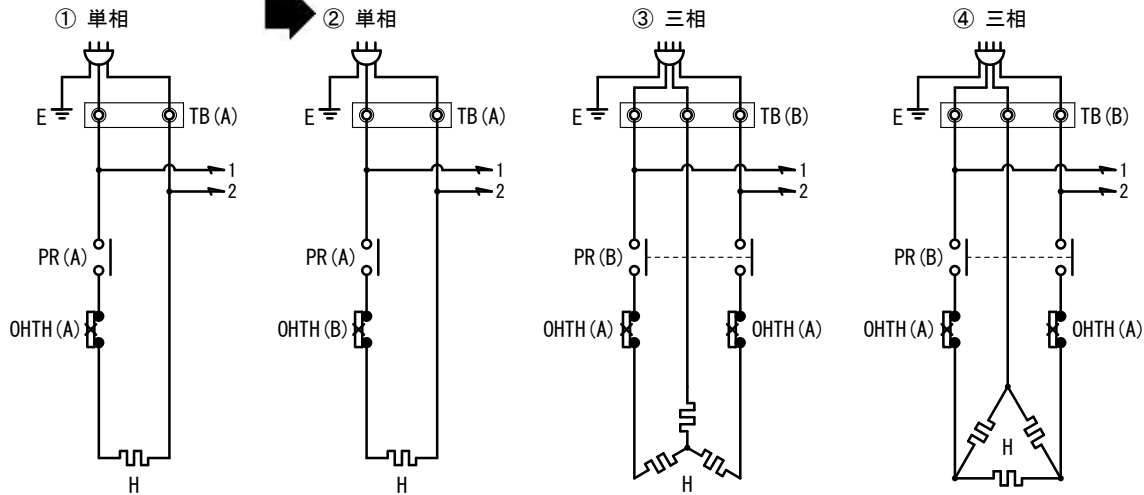 ① 単相
② 単相
③ 三相
④ 三相
E
TB(A)
E
TB(A)
E
TB(B)
E
TB(B)
1
1
1
1
2
2
2
2
PR(A)
PR(A)
PR(B)
PR(B)
OHTH(A)
OHTH(B)
OHTH(A)
OHTH(A)
OHTH(A)
OHTH(A)
H
H
H
H